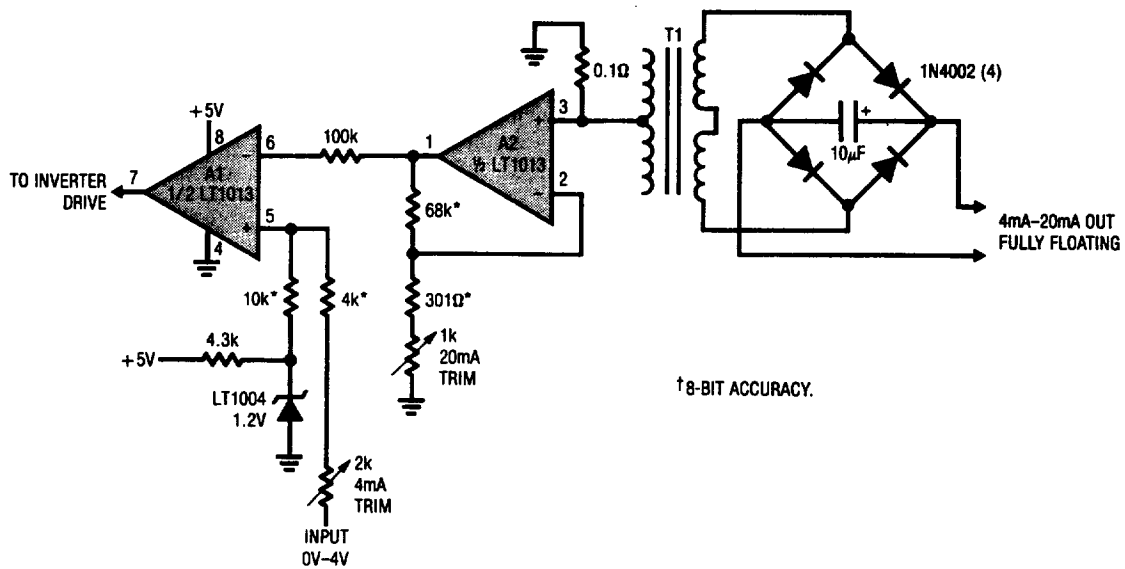 T1
0.1Ω
1N4002 (4)
+5V
8
6
100k
1
3
+
A2
½ LT1013
−
2
+
10µF
7
TO INVERTER
DRIVE
−
A1
1/2 LT1013
+
5
4
68k*
4mA–20mA OUT
FULLY FLOATING
10k*
4k*
301Ω*
4.3k
+5V
1k
20mA
TRIM
LT1004
1.2V
†8-BIT ACCURACY.
2k
4mA
TRIM
INPUT
0V–4V